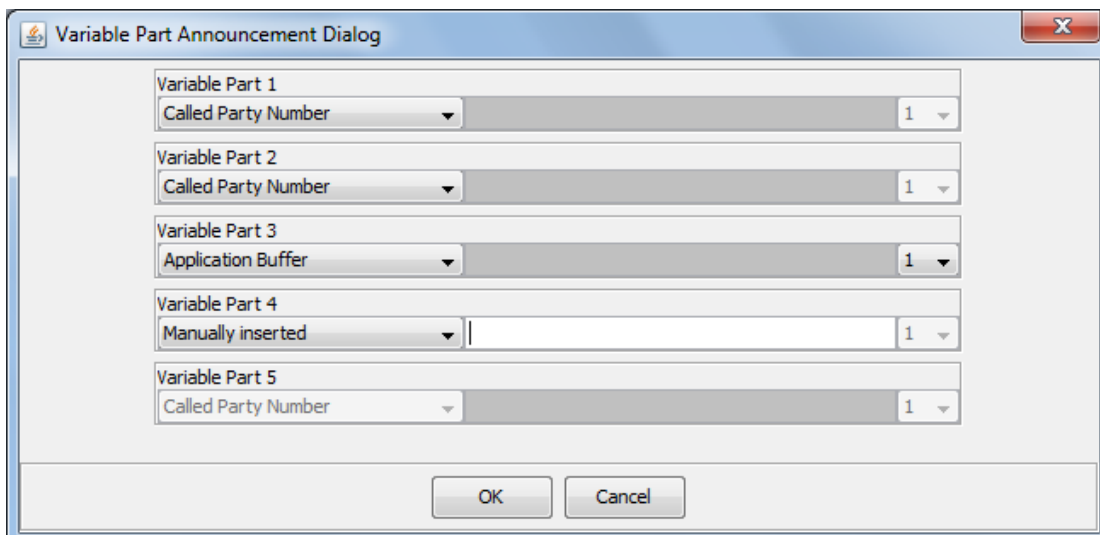 Variable Part Announcement Dialog
Variable Part 1
Called Party Number 1
Variable Part 2
Called Party Number 1
Variable Part 3
Application Buffer 1
Variable Part 4
Manually inserted 1
Variable Part 5
Called Party Number 1
OK Cancel